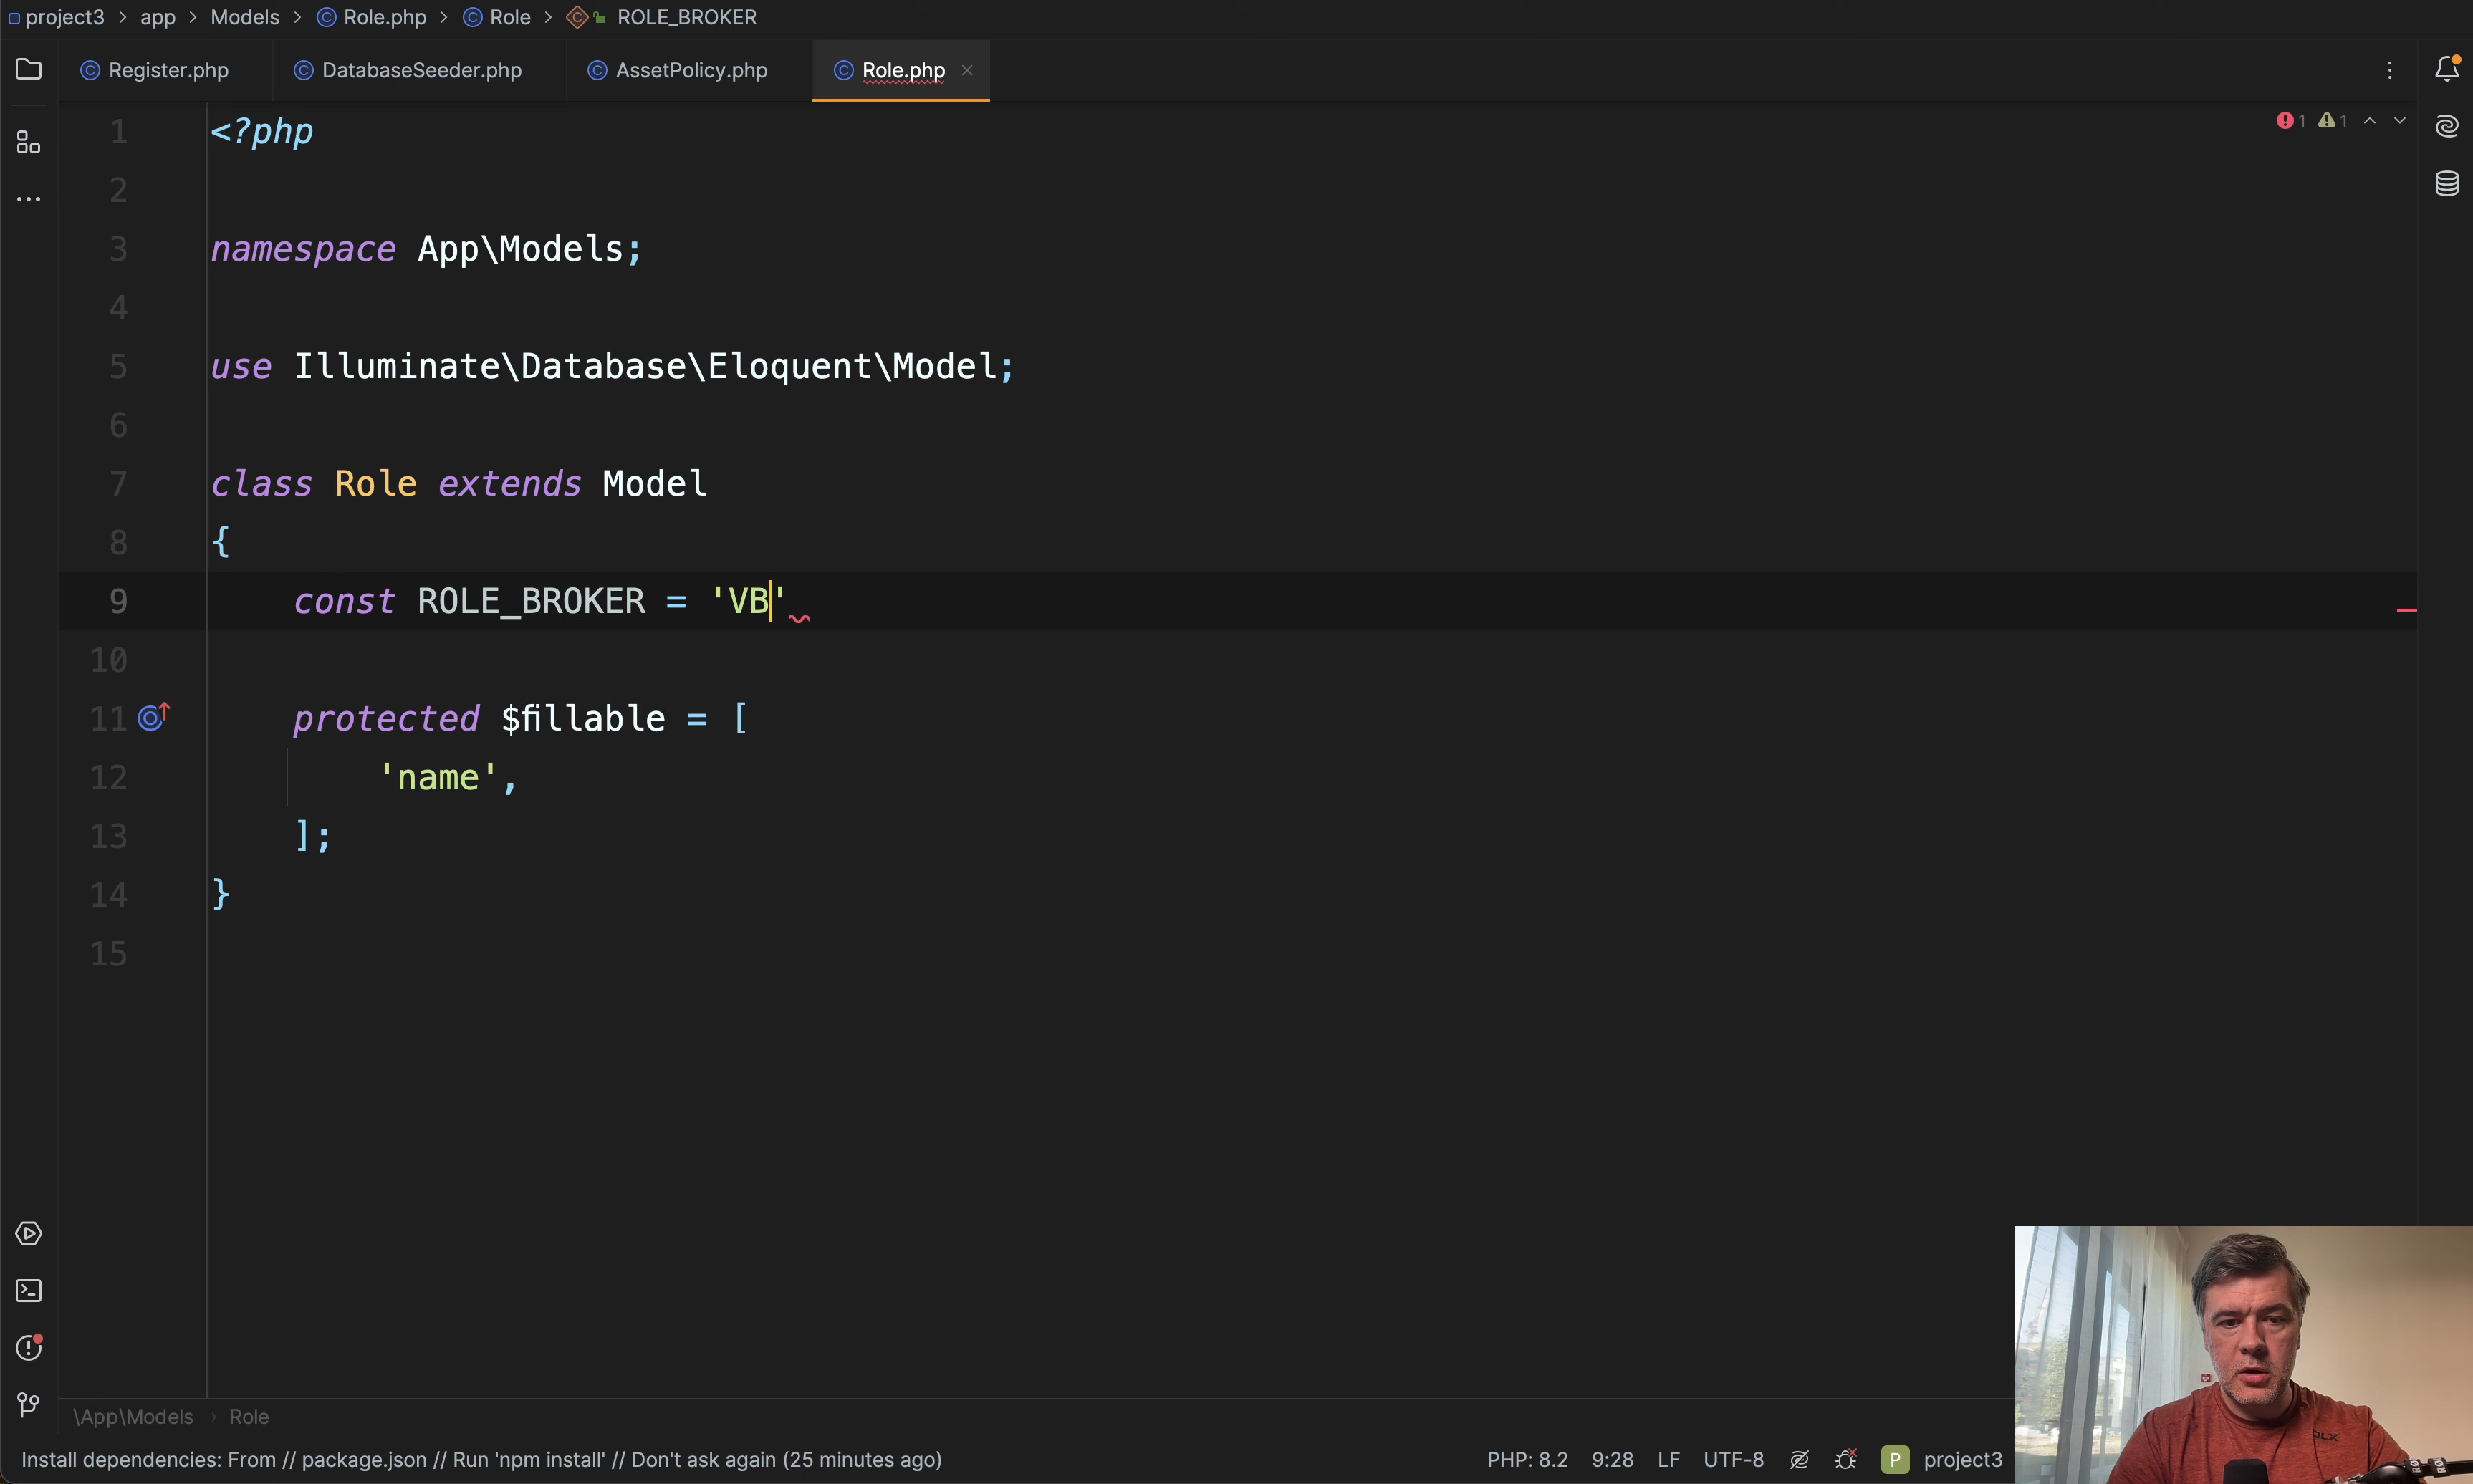 project3 > app > Models > Role.php > Role > ROLE_BROKER
Register.php DatabaseSeeder.php AssetPolicy.php Role.php
1 <?php 1 1
2
3 namespace App\Models;
4
5 use Illuminate\Database\Eloquent\Model;
6
7 class Role extends Model
8 {
9 const ROLE_BROKER = 'VB'
10
11 protected $fillable = [
12 'name',
13 ];
14 }
15
\App\Models > Role
Install dependencies: From // package.json // Run 'npm install' // Don't ask again (25 minutes ago) PHP: 8.2 9:28 LF UTF-8 P project3